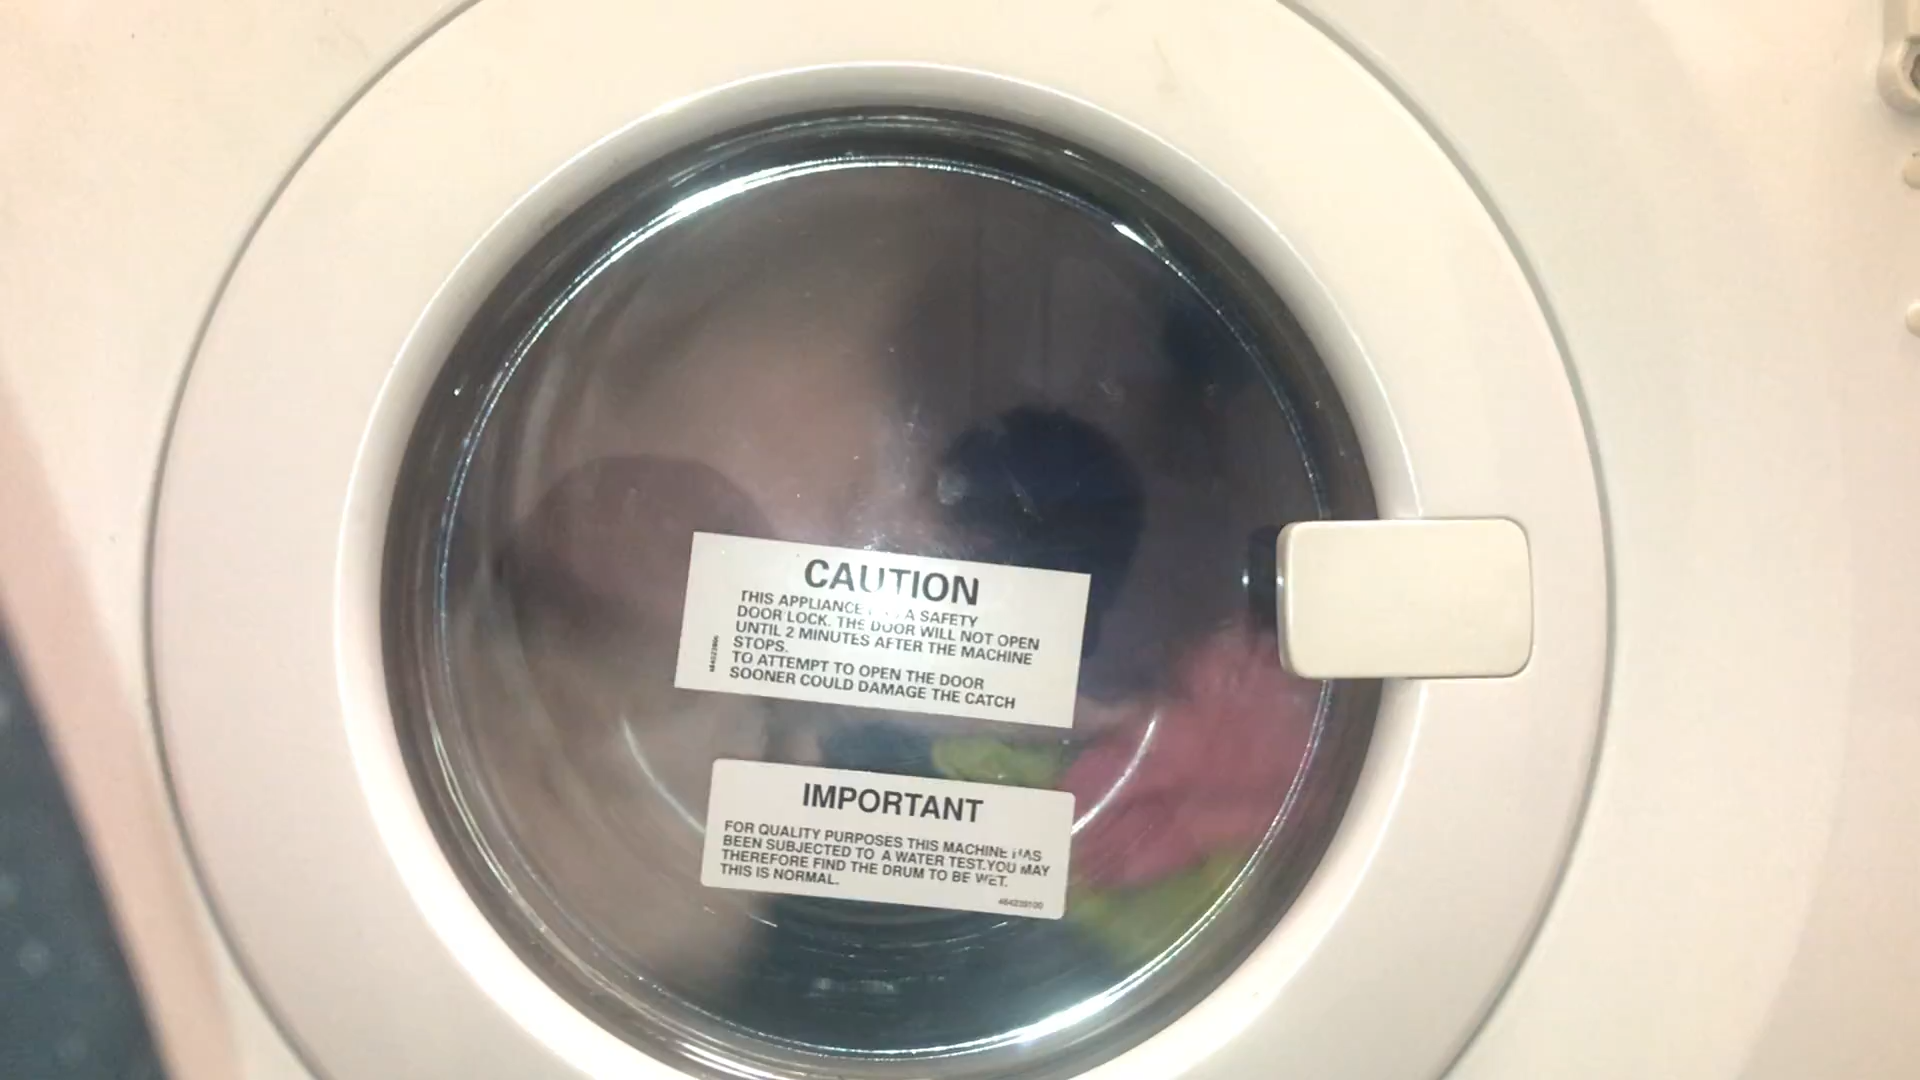 CAUTION
THIS APPLIANCE A SAFETY
DOOR LOCK. THE DOOR WILL NOT OPEN
UNTIL 2 MINUTES AFTER THE MACHINE
STOPS.
TO ATTEMPT TO OPEN THE DOOR
SOONER COULD DAMAGE THE CATCH
IMPORTANT
FOR QUALITY PURPOSES THIS MACHINE HAS
BEEN SUBJECTED TO A WATER TEST.YOU MAY
THEREFORE FIND THE DRUM TO BE WET.
THIS IS NORMAL.